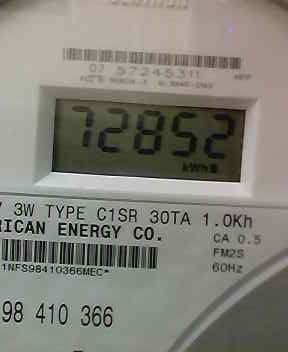 07 57245311
72852
kWh
3W TYPE C1SR 30TA 1.0Kh
RICAN ENERGY CO.
CA 0.5
FM2S
1NFS98410366MEC*
60Hz
98 410 366